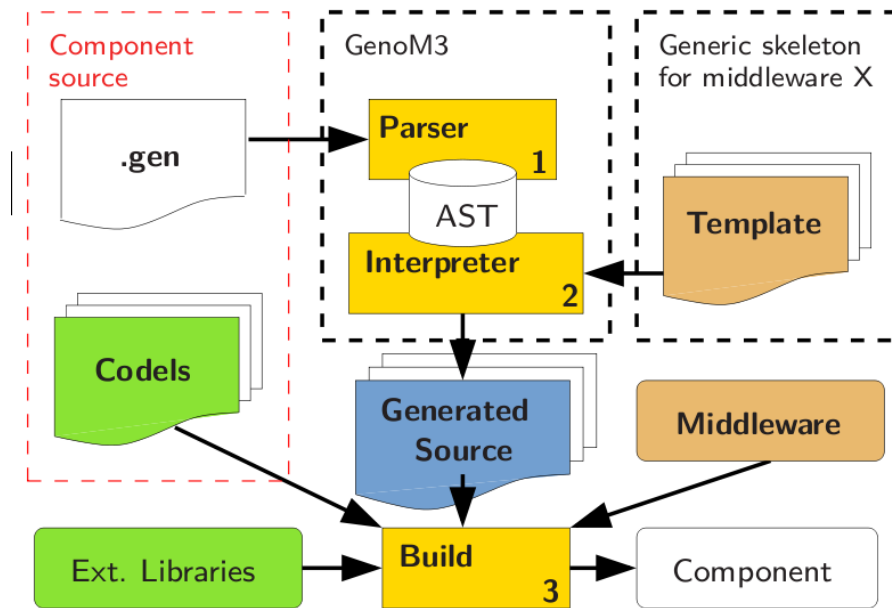 Component
source
.gen
Codels
GenoM3
Parser
1
AST
Interpreter
2
Generic skeleton
for middleware X
Template
Generated
Source
Middleware
Ext. Libraries
Build
3
Component